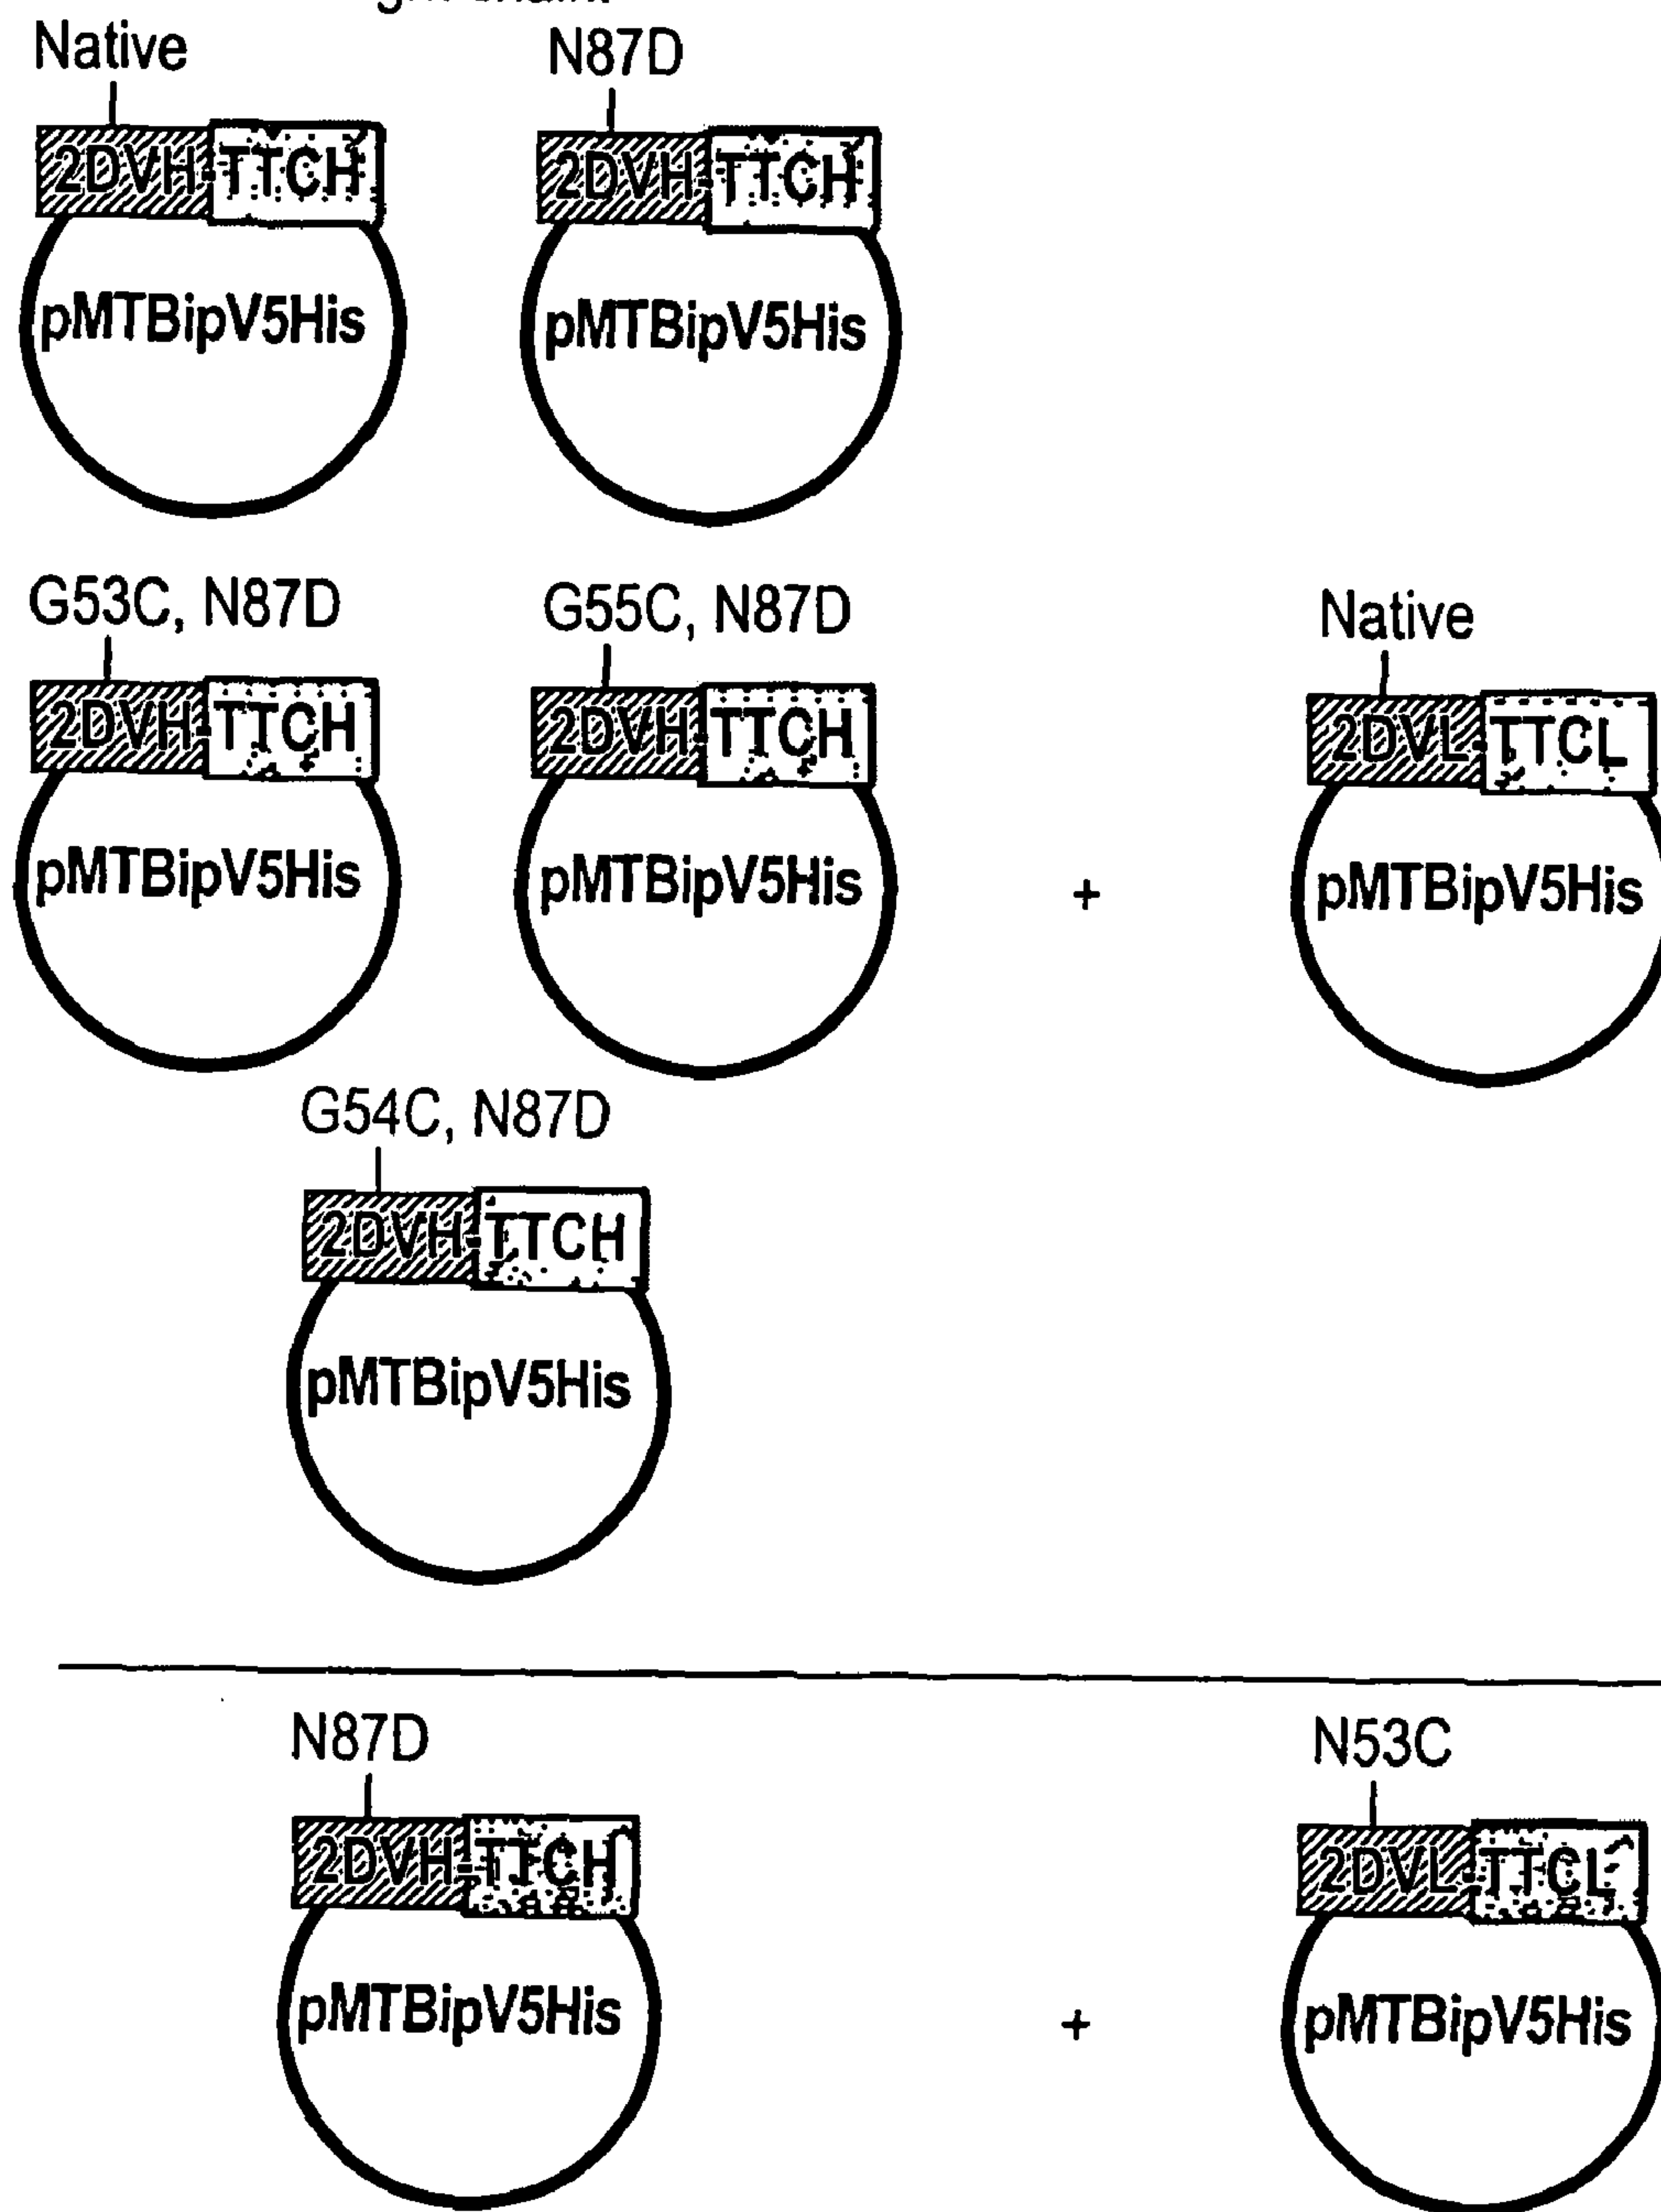 Native
N87D
2DVH-TTCH
2DVH-TTCH
pMTBipV5His
pMTBipV5His
G53C, N87D
G55C, N87D
Native
2DVH-TTCH
2DVH-TTCH
2DVL-TTCL
pMTBipV5His
pMTBipV5His
+
pMTBipV5His
G54C, N87D
2DVH-TTCH
pMTBipV5His
N87D
N53C
2DVH-TTCH
2DVL-TTCL
pMTBipV5His
+
pMTBipV5His